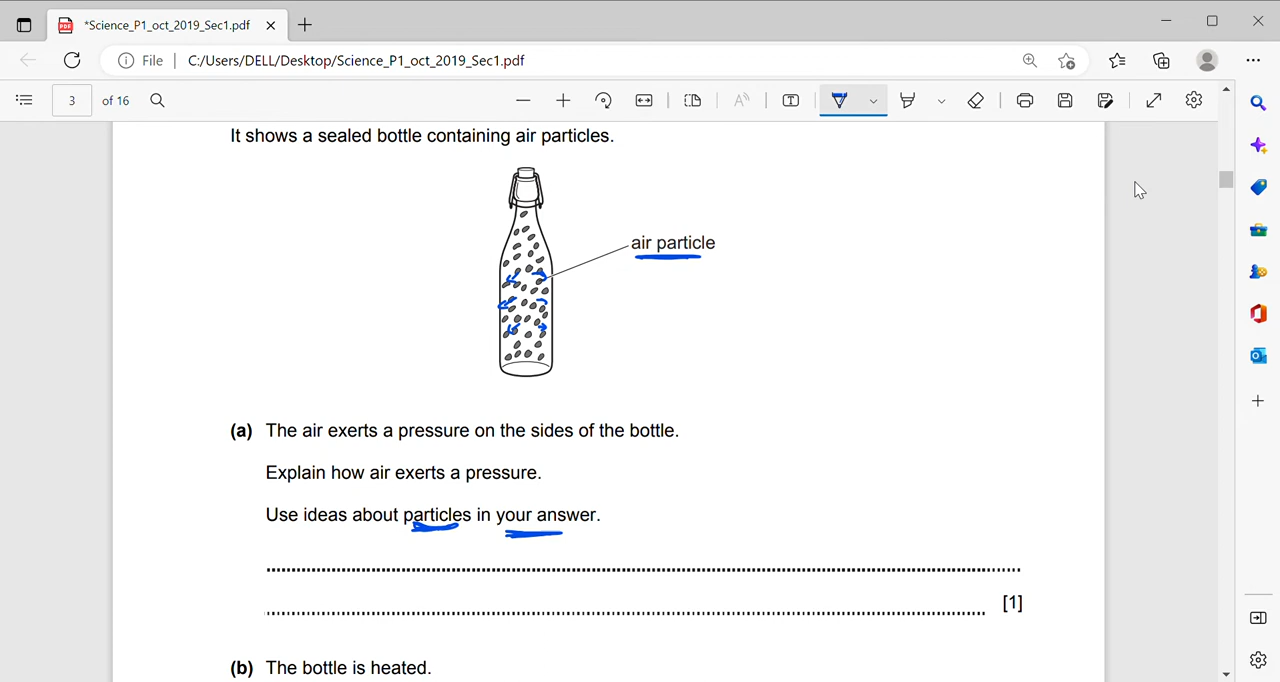 *Science_P1_oct_2019_Sec1.pdf
File C:/Users/DELL/Desktop/Science_P1_oct_2019_Sec1.pdf
3 of 16
It shows a sealed bottle containing air particles.
air particle
(a) The air exerts a pressure on the sides of the bottle.
Explain how air exerts a pressure.
Use ideas about particles in your answer.
[1]
(b) The bottle is heated.